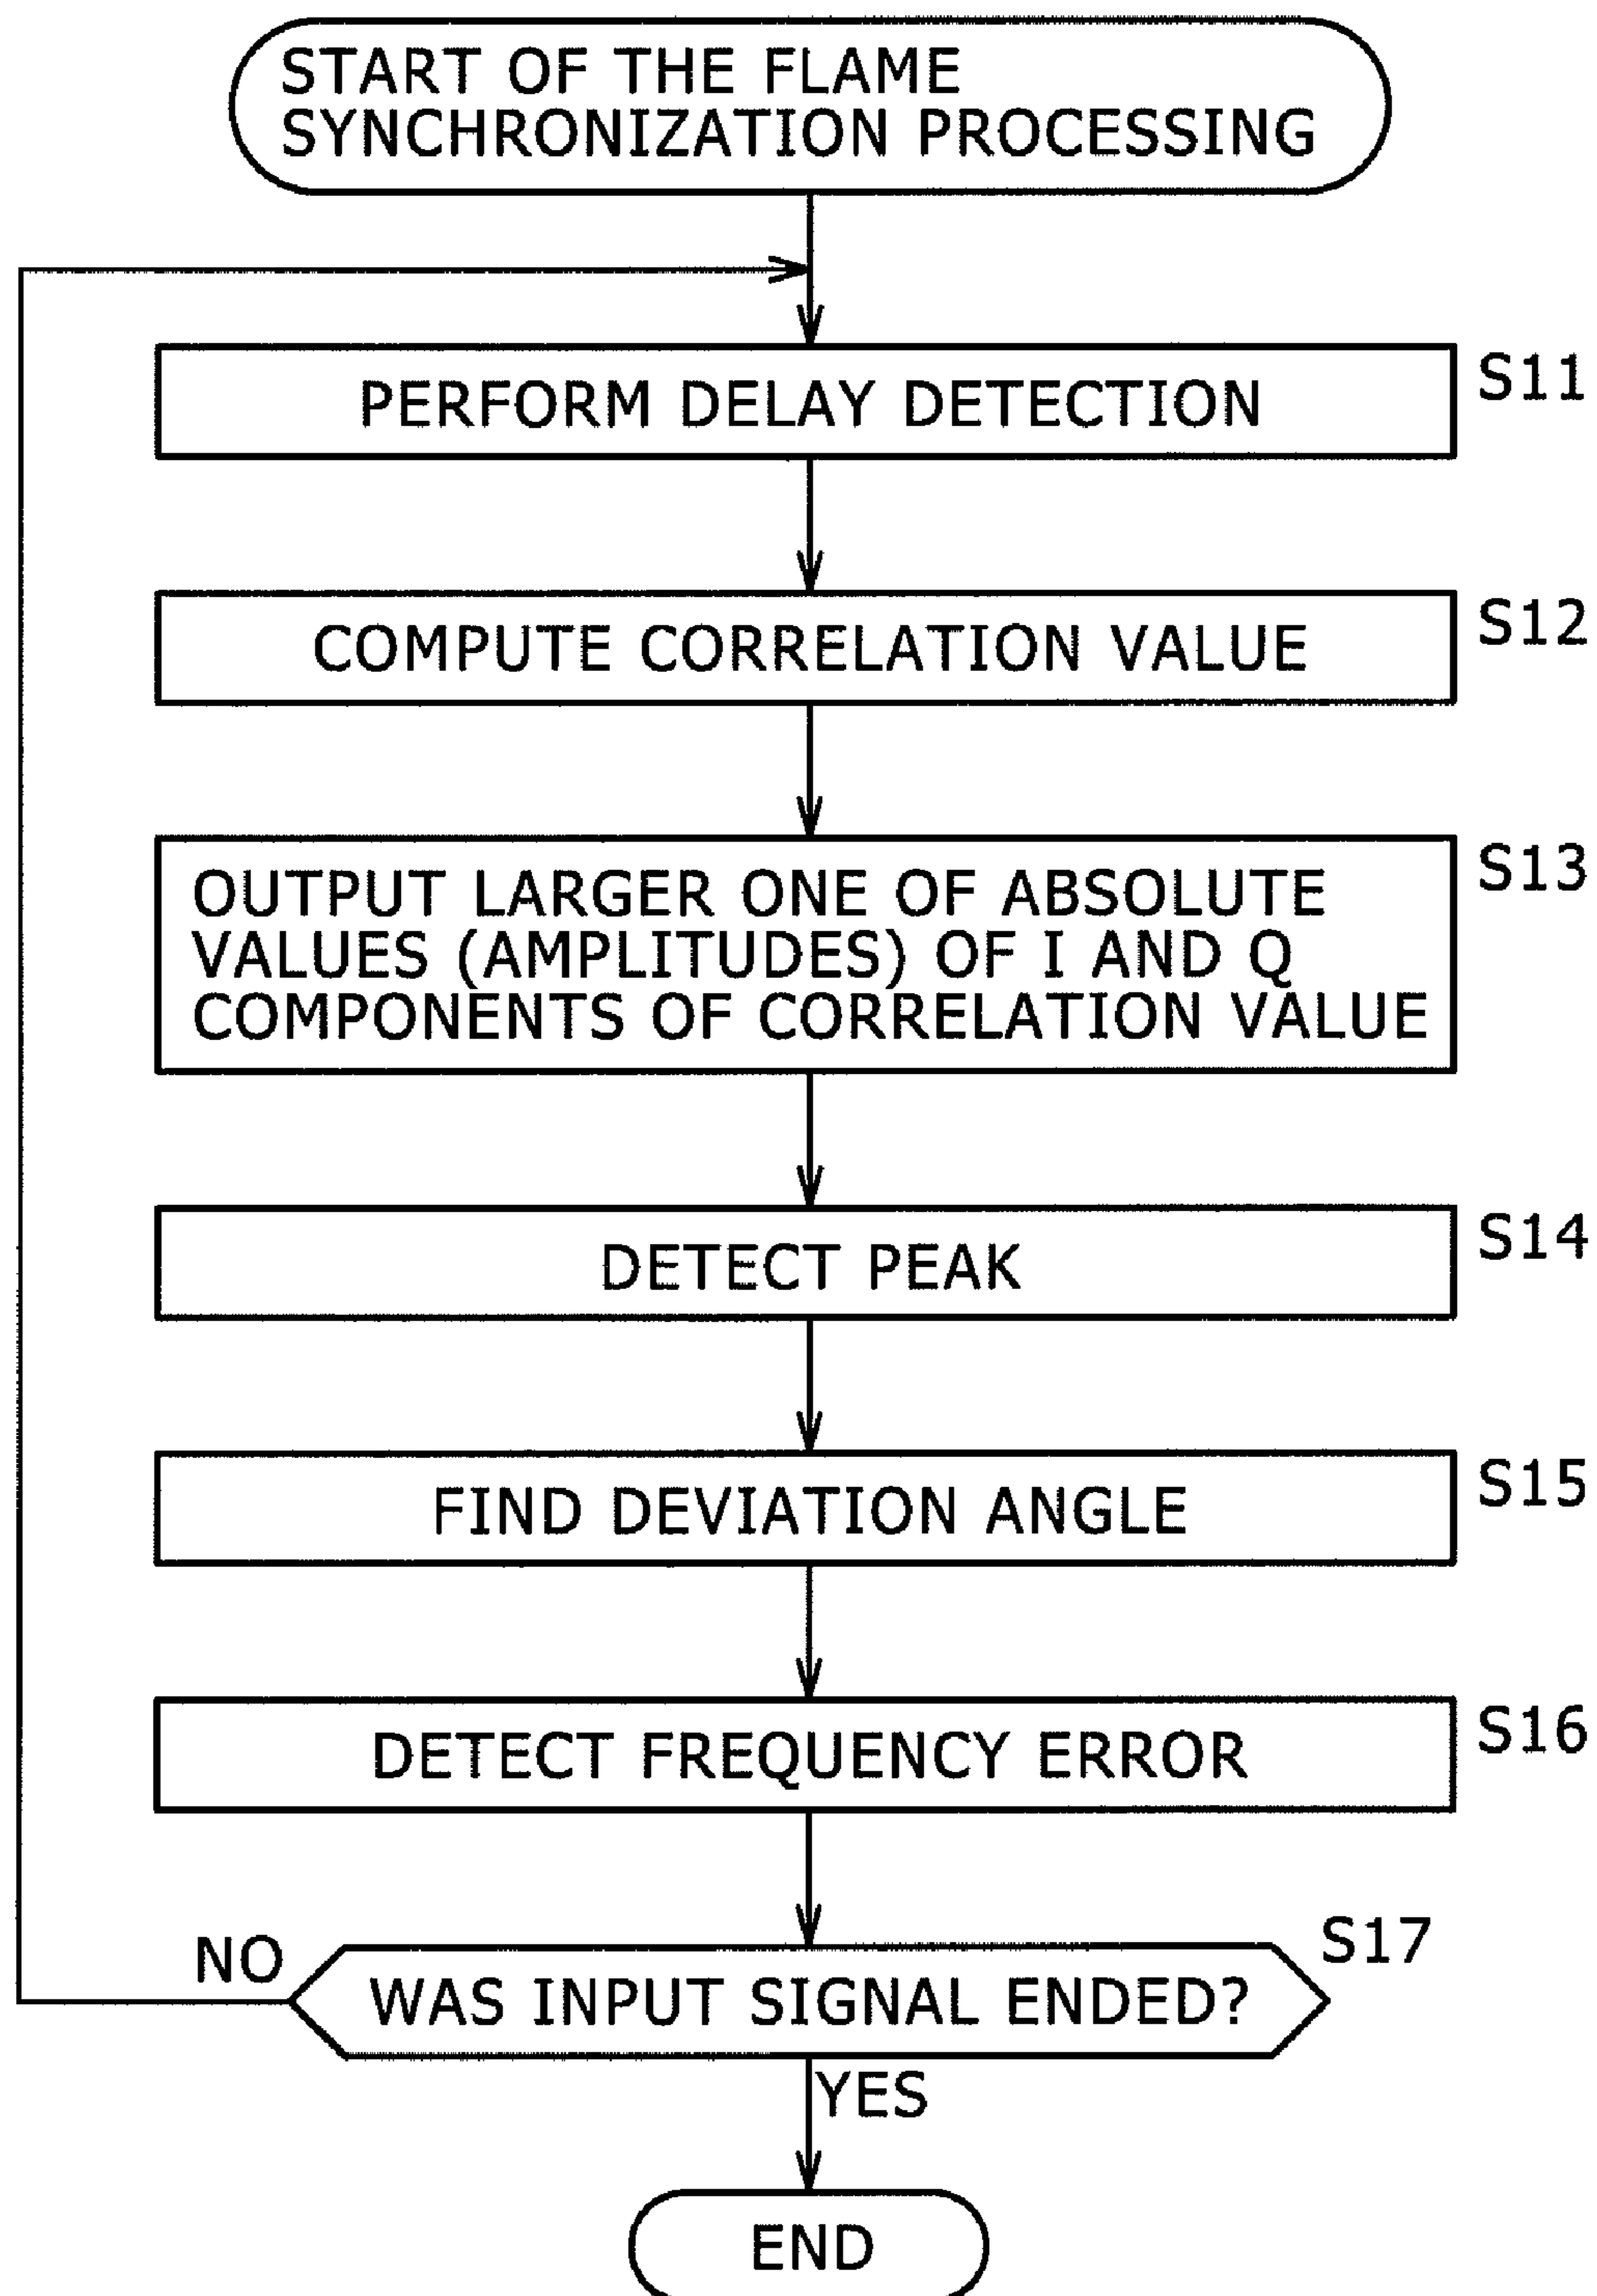 START OF THE FLAME
SYNCHRONIZATION PROCESSING
PERFORM DELAY DETECTION
S11
COMPUTE CORRELATION VALUE
S12
OUTPUT LARGER ONE OF ABSOLUTE
VALUES (AMPLITUDES) OF I AND Q
COMPONENTS OF CORRELATION VALUE
S13
DETECT PEAK
S14
FIND DEVIATION ANGLE
S15
DETECT FREQUENCY ERROR
S16
WAS INPUT SIGNAL ENDED?
S17
NO
YES
END